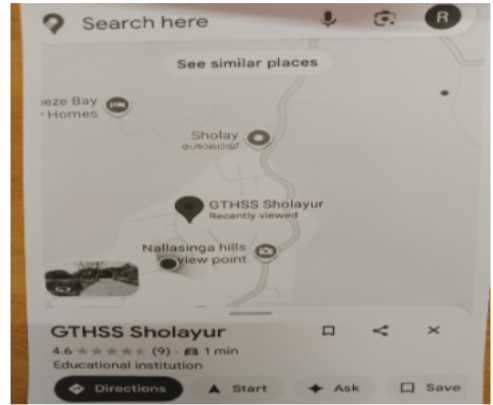 Search here
R
See similar places
eze Bay
Homes
Sholay
GTHSS Sholayur
Recently viewed
Nallasinga hills
view point
GTHSS Sholayur
4.6 ★★★★★ (9) · 1 min
Educational institution
Directions
Start
Ask
Save